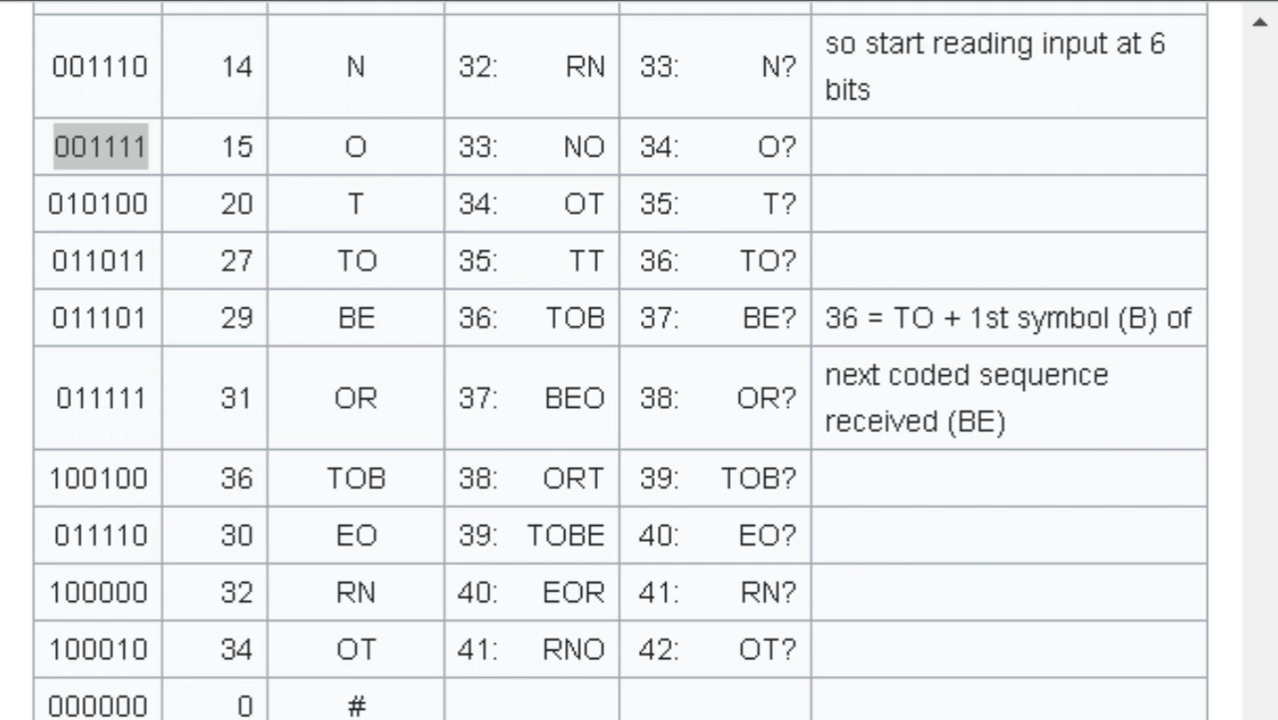 001110 14 N 32: RN 33: N? so start reading input at 6
bits
001111 15 O 33: NO 34: O?
010100 20 T 34: OT 35: T?
011011 27 TO 35: TT 36: TO?
011101 29 BE 36: TOB 37: BE? 36 = TO + 1st symbol (B) of
011111 31 OR 37: BEO 38: OR? next coded sequence
received (BE)
100100 36 TOB 38: ORT 39: TOB?
011110 30 EO 39: TOBE 40: EO?
100000 32 RN 40: EOR 41: RN?
100010 34 OT 41: RNO 42: OT?
000000 0 #